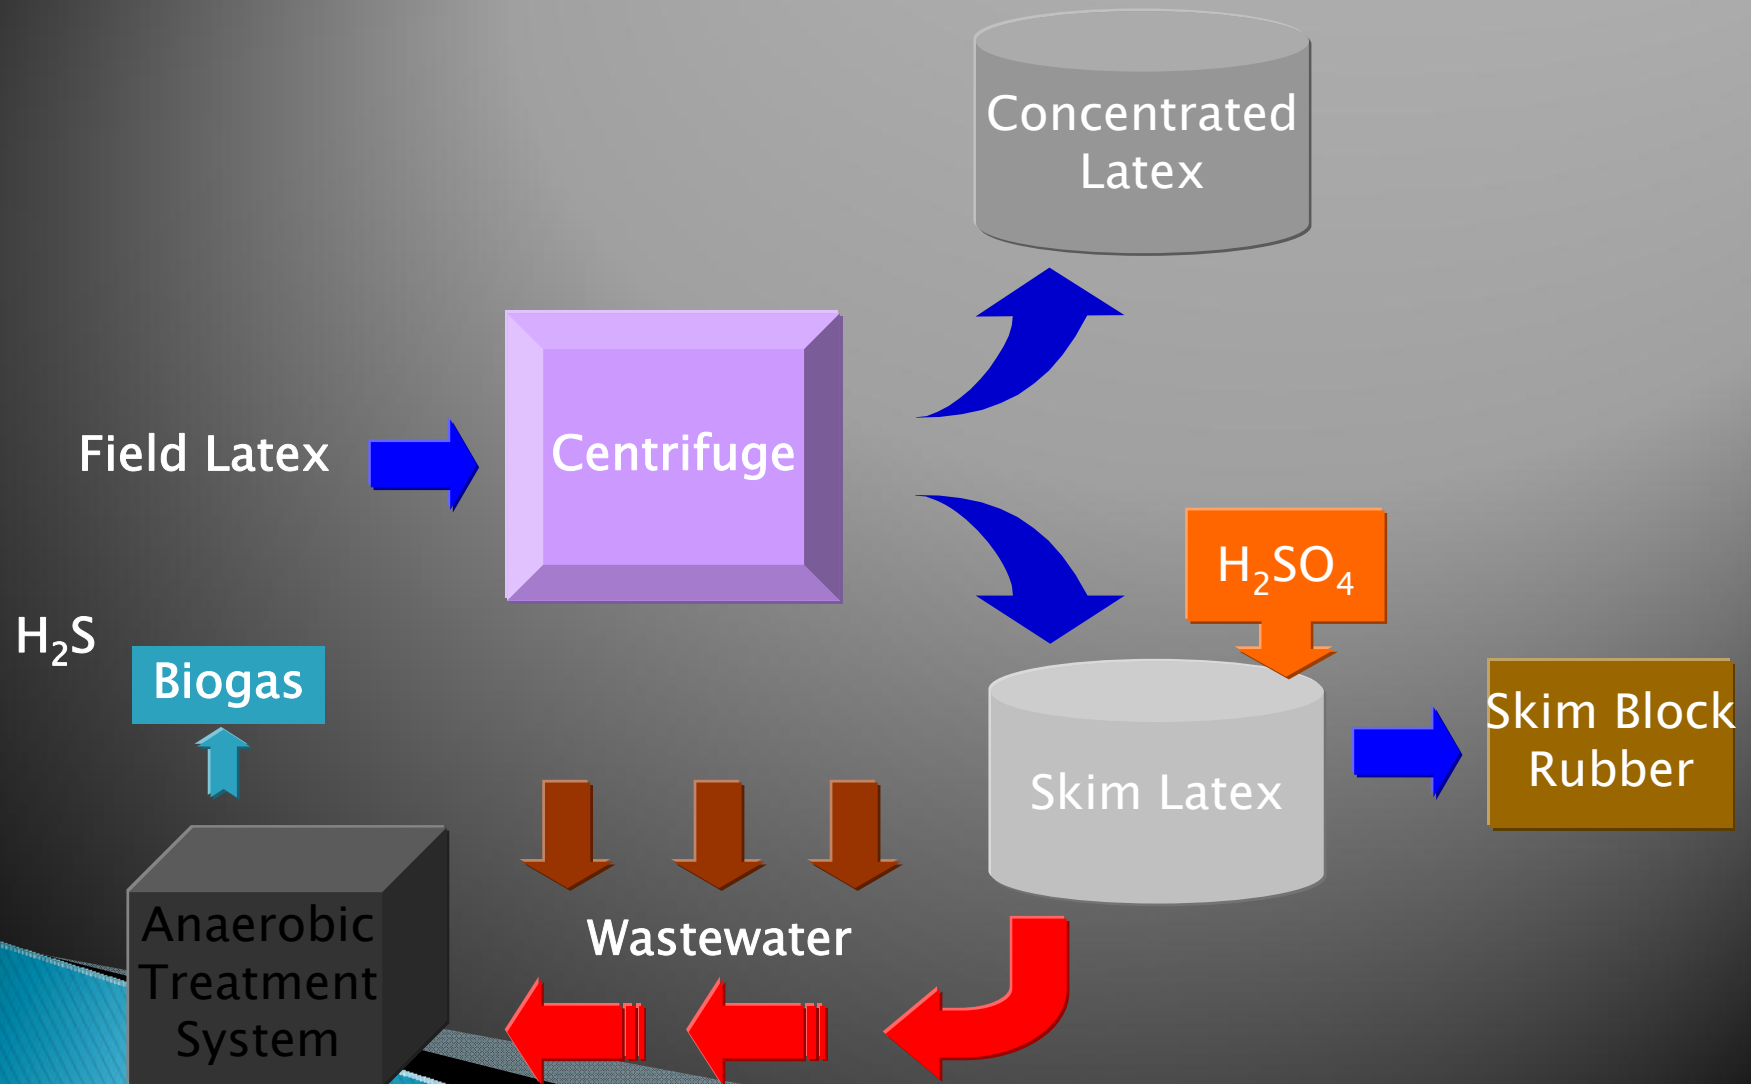 Concentrated
Latex
Field Latex
Centrifuge
H₂SO₄
H₂S
Biogas
Skim Block
Rubber
Skim Latex
Anaerobic
Treatment
System
Wastewater